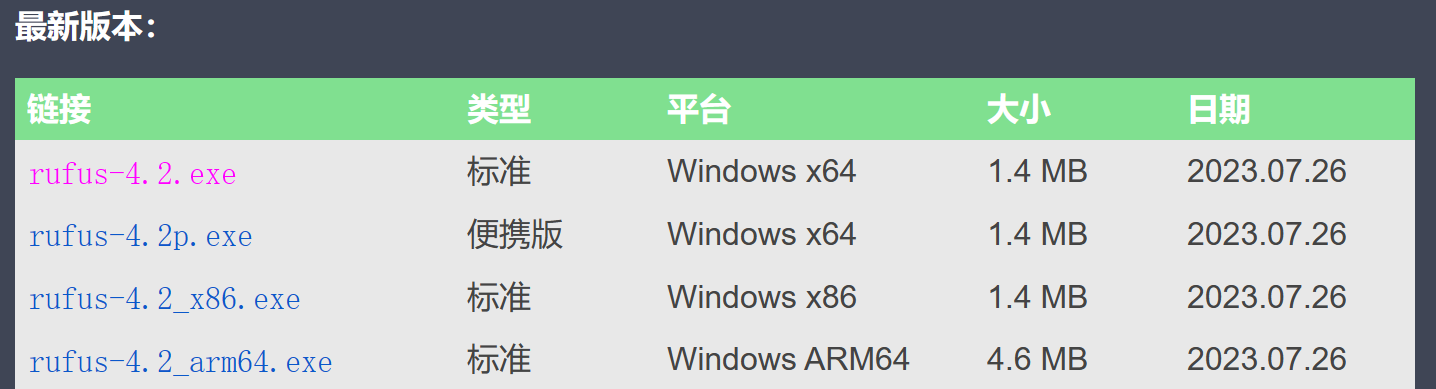 最新版本：
链接 类型 平台 大小 日期
rufus-4.2.exe 标准 Windows x64 1.4 MB 2023.07.26
rufus-4.2p.exe 便携版 Windows x64 1.4 MB 2023.07.26
rufus-4.2_x86.exe 标准 Windows x86 1.4 MB 2023.07.26
rufus-4.2_arm64.exe 标准 Windows ARM64 4.6 MB 2023.07.26